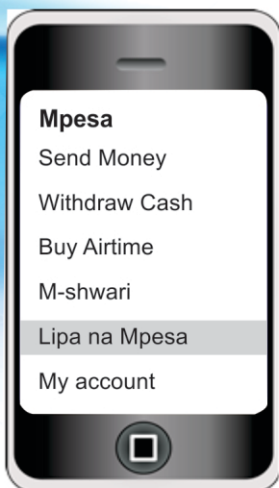 Mpesa
Send Money
Withdraw Cash
Buy Airtime
M-shwari
Lipa na Mpesa
My account